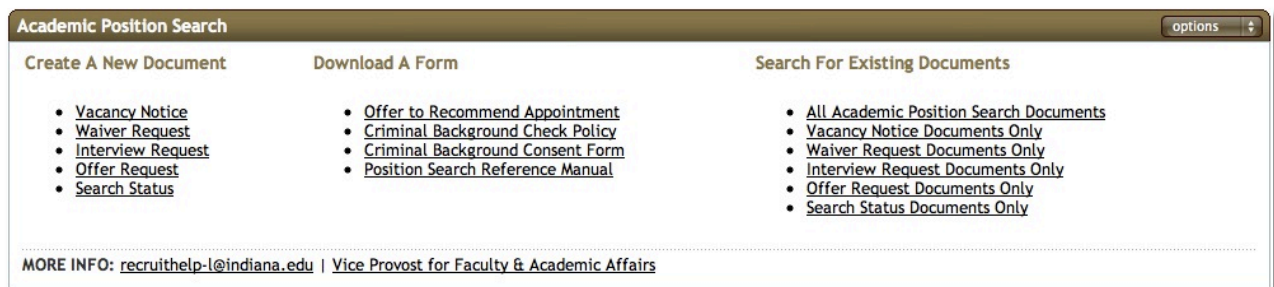 Academic Position Search
options
Create A New Document
Vacancy Notice
Waiver Request
Interview Request
Offer Request
Search Status
Download A Form
Offer to Recommend Appointment
Criminal Background Check Policy
Criminal Background Consent Form
Position Search Reference Manual
Search For Existing Documents
All Academic Position Search Documents
Vacancy Notice Documents Only
Waiver Request Documents Only
Interview Request Documents Only
Offer Request Documents Only
Search Status Documents Only
MORE INFO: recruithelp-l@indiana.edu | Vice Provost for Faculty & Academic Affairs